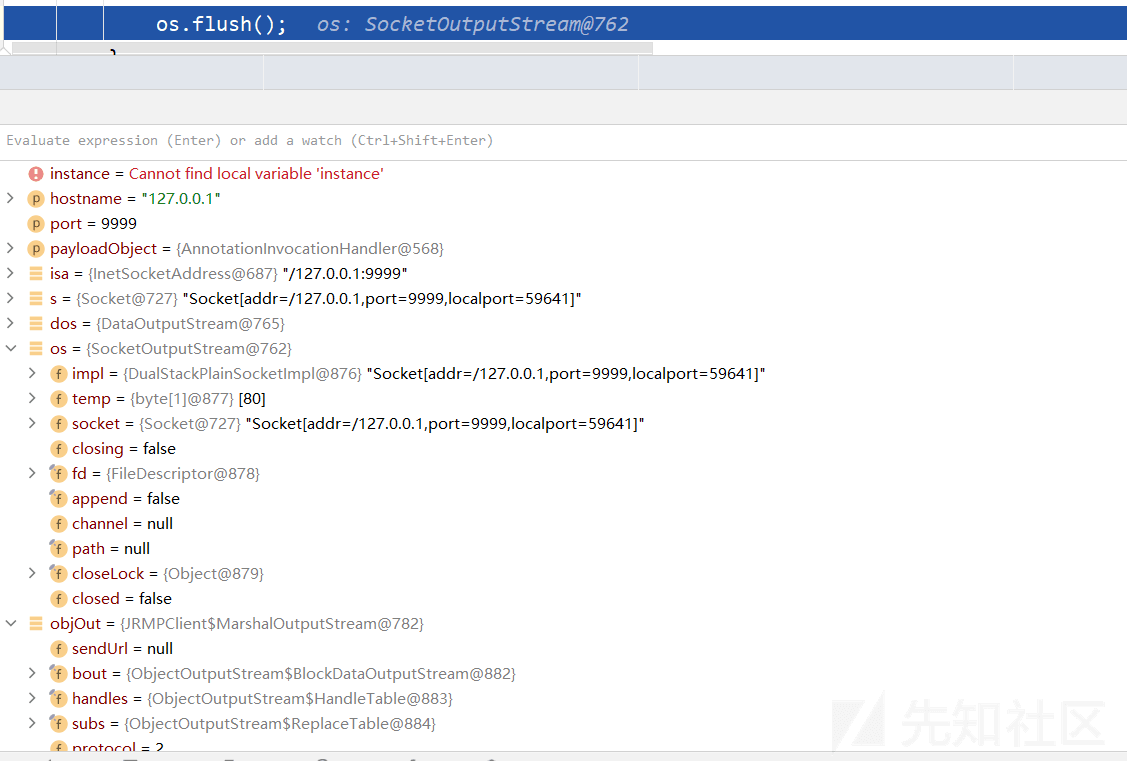 os.flush();   os: SocketOutputStream@762
Evaluate expression (Enter) or add a watch (Ctrl+Shift+Enter)
instance = Cannot find local variable 'instance'
p hostname = "127.0.0.1"
p port = 9999
p payloadObject = {AnnotationInvocationHandler@568}
isa = {InetSocketAddress@687} "/127.0.0.1:9999"
s = {Socket@727} "Socket[addr=/127.0.0.1,port=9999,localport=59641]"
dos = {DataOutputStream@765}
os = {SocketOutputStream@762}
f impl = {DualStackPlainSocketImpl@876} "Socket[addr=/127.0.0.1,port=9999,localport=59641]"
f temp = {byte[1]@877} [80]
f socket = {Socket@727} "Socket[addr=/127.0.0.1,port=9999,localport=59641]"
f closing = false
f fd = {FileDescriptor@878}
f append = false
f channel = null
f path = null
f closeLock = {Object@879}
f closed = false
objOut = {JRMPClient$MarshalOutputStream@782}
f sendUrl = null
f bout = {ObjectOutputStream$BlockDataOutputStream@882}
f handles = {ObjectOutputStream$HandleTable@883}
f subs = {ObjectOutputStream$ReplaceTable@884}
f protocol = 2
先知社区